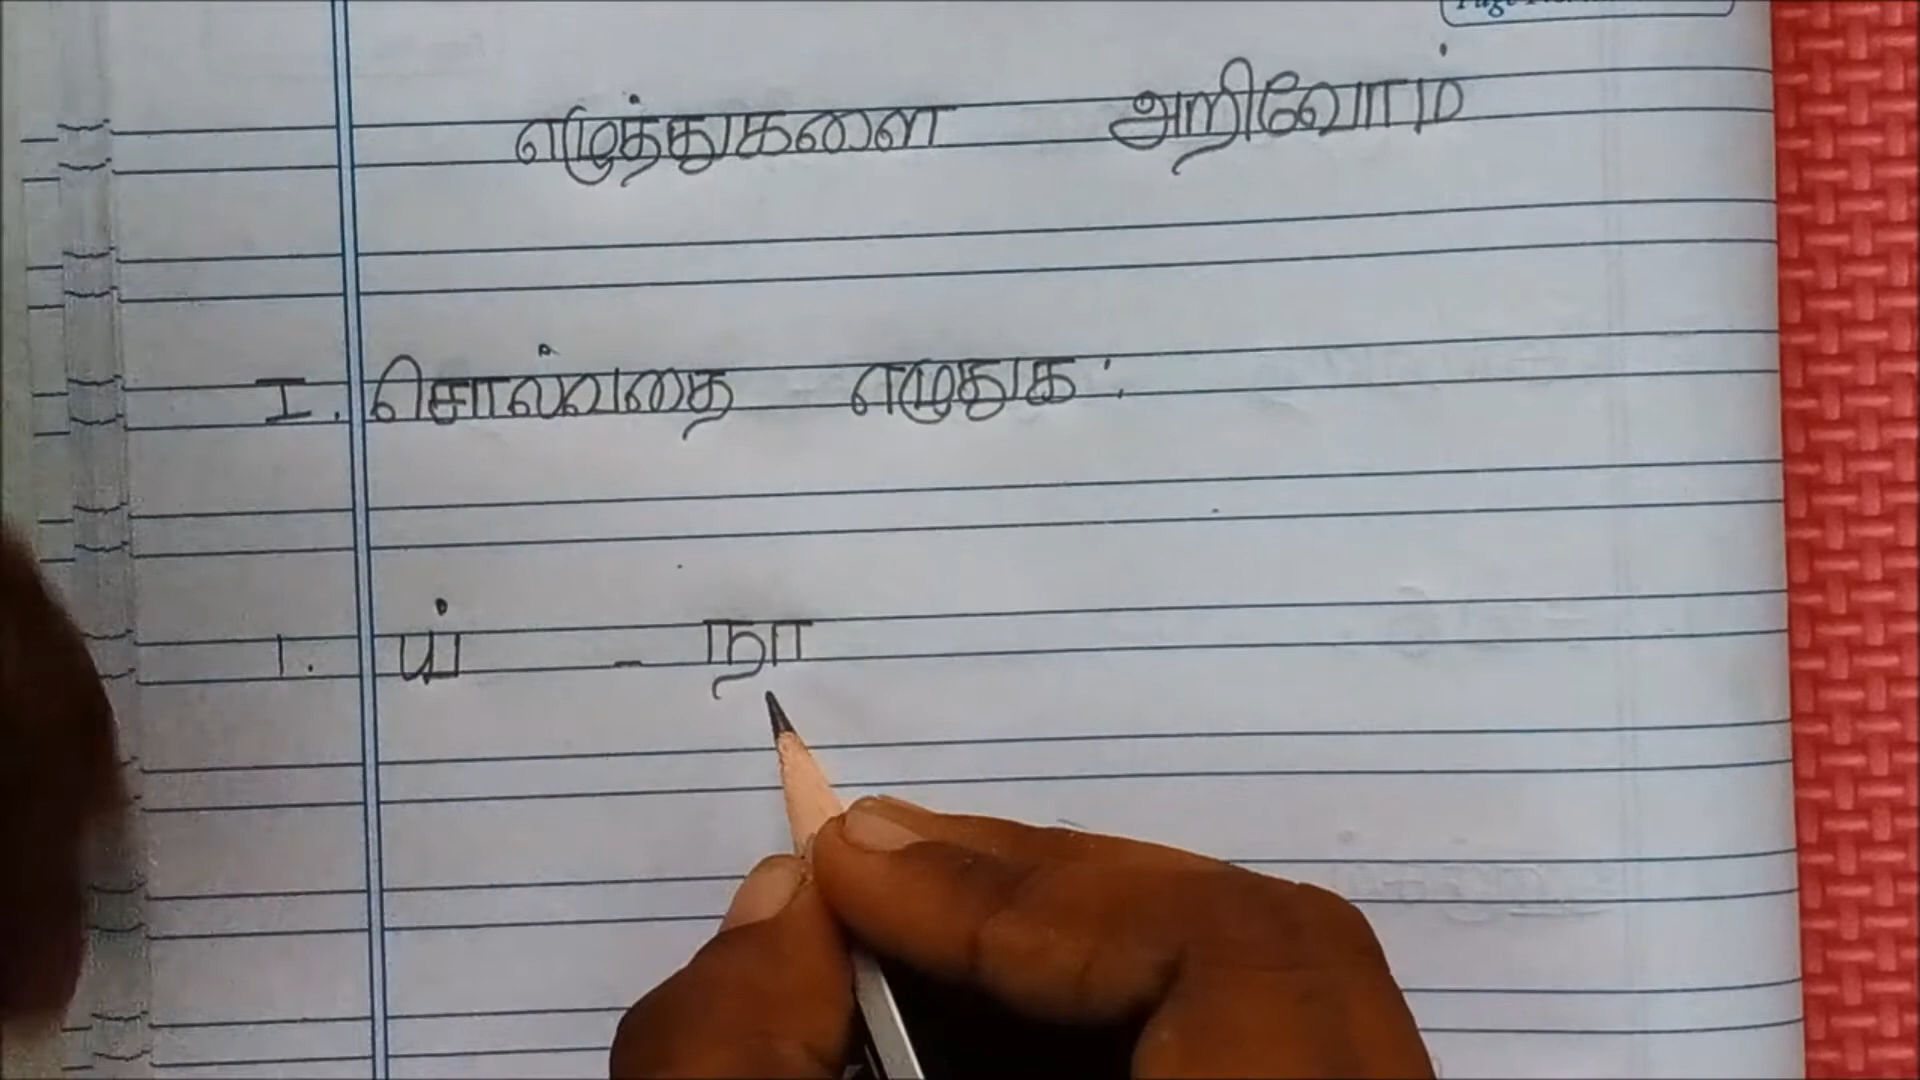 எழுத்துகளை அறிவோம்
I. சொல்வதை எழுதுக :
1. ய் - நா